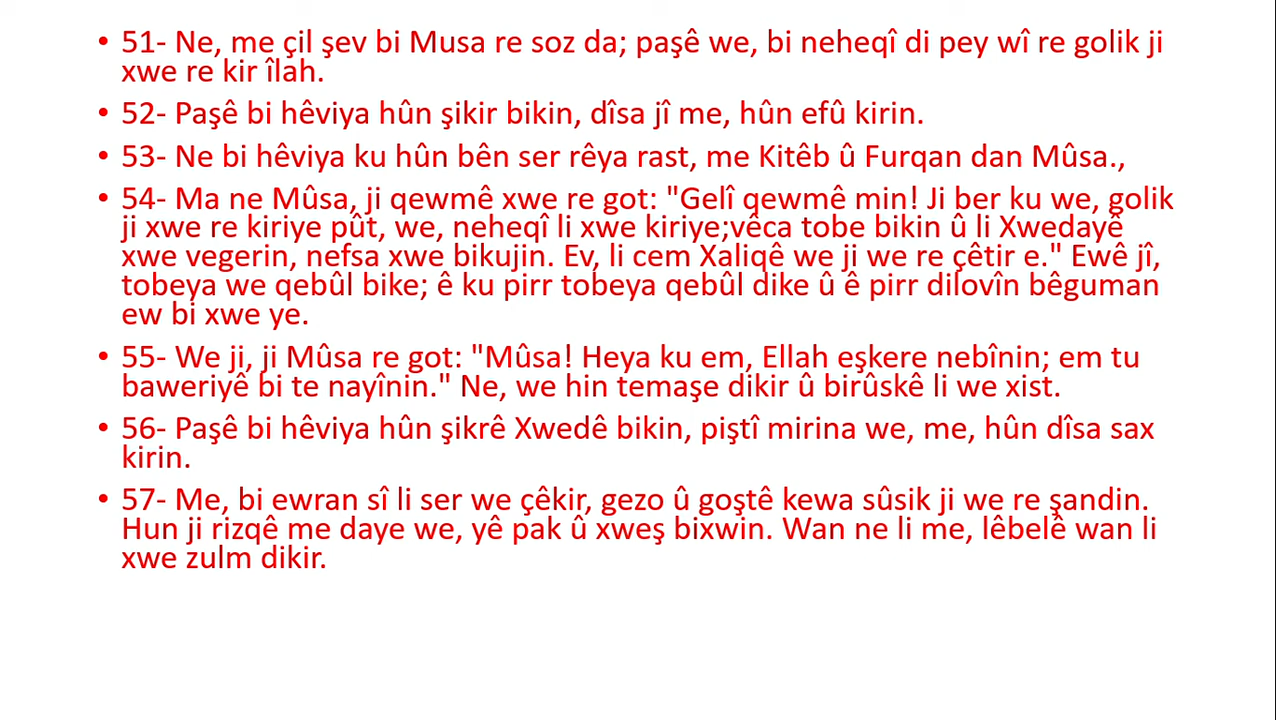 • 51- Ne, me çil şev bi Musa re soz da; paşê we, bi neheqî di pey wî re golik ji
xwe re kir îlah.
• 52- Paşê bi hêviya hûn şikir bikin, dîsa jî me, hûn efû kirin.
• 53- Ne bi hêviya ku hûn bên ser rêya rast, me Kitêb û Furqan dan Mûsa.,
• 54- Ma ne Mûsa, ji qewmê xwe re got: "Gelî qewmê min! Ji ber ku we, golik
ji xwe re kiriye pût, we, neheqî li xwe kiriye;vêca tobe bikin û li Xwedayê
xwe vegerin, nefsa xwe bikujin. Ev, li cem Xaliqê we ji we re çêtir e." Ewê jî,
tobeya we qebûl bike; ê ku pirr tobeya qebûl dike û ê pirr dilovîn bêguman
ew bi xwe ye.
• 55- We ji, ji Mûsa re got: "Mûsa! Heya ku em, Ellah eşkere nebînin; em tu
baweriyê bi te nayînin." Ne, we hin temaşe dikir û birûskê li we xist.
• 56- Paşê bi hêviya hûn şikrê Xwedê bikin, piştî mirina we, me, hûn dîsa sax
kirin.
• 57- Me, bi ewran sî li ser we çêkir, gezo û goştê kewa sûsik ji we re şandin.
Hun ji rizqê me daye we, yê pak û xweş bixwin. Wan ne li me, lêbelê wan li
xwe zulm dikir.